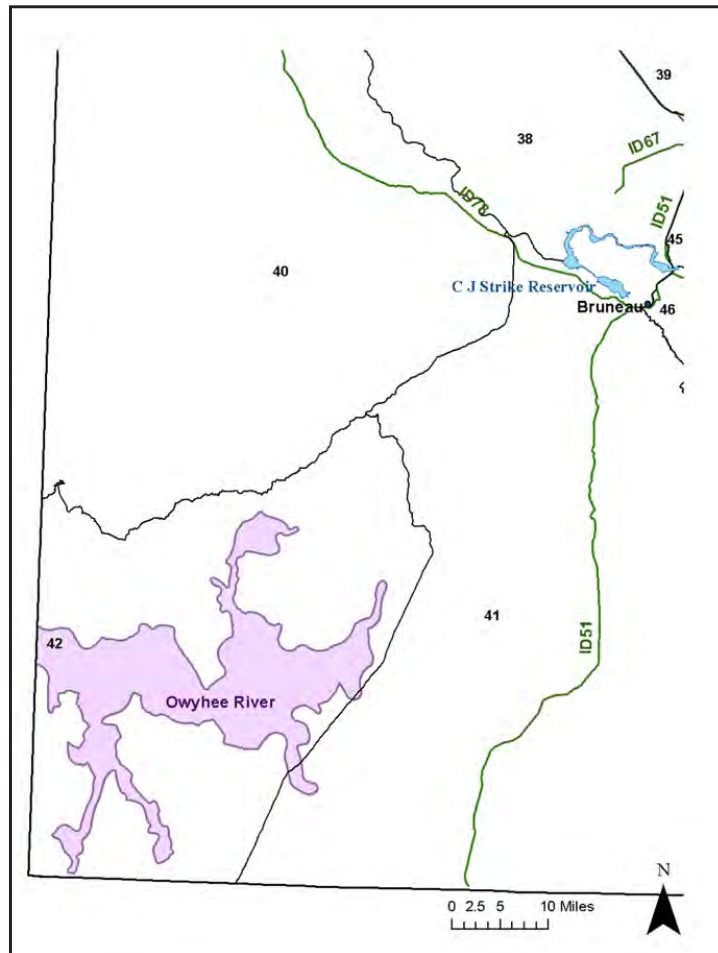 39
38
ID67
ID78
ID51
45
40
C J Strike Reservoir
Bruneau
46
41
42
ID51
Owyhee River
N
0 2.5 5 10 Miles